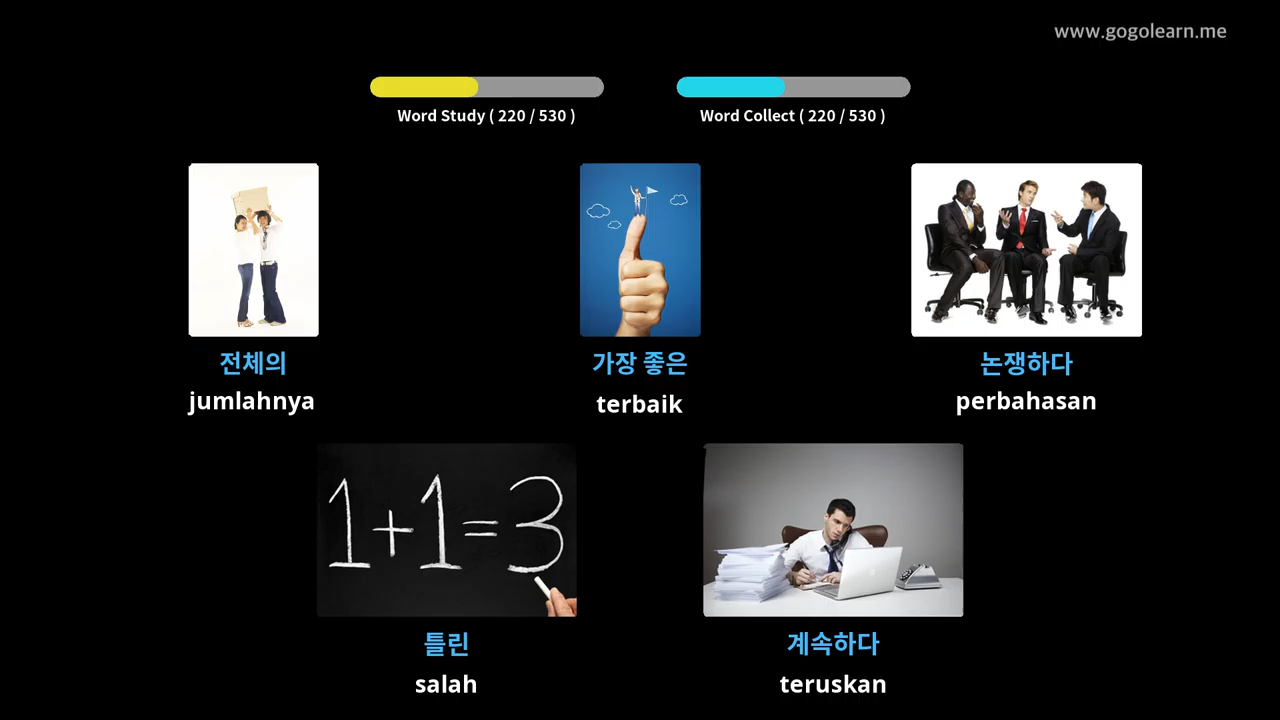 www.gogolearn.me
Word Study ( 220 / 530 )
Word Collect ( 220 / 530 )
전체의
jumlahnya
가장 좋은
terbaik
논쟁하다
perbahasan
1+1=3
틀린
salah
계속하다
teruskan